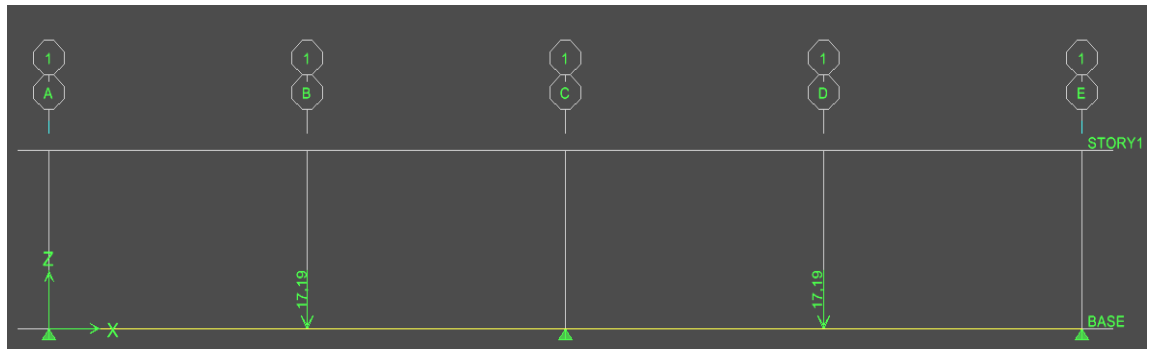 1 1 1 1 1
A B C D E
STORY1
Z
17.19 17.19
X
BASE